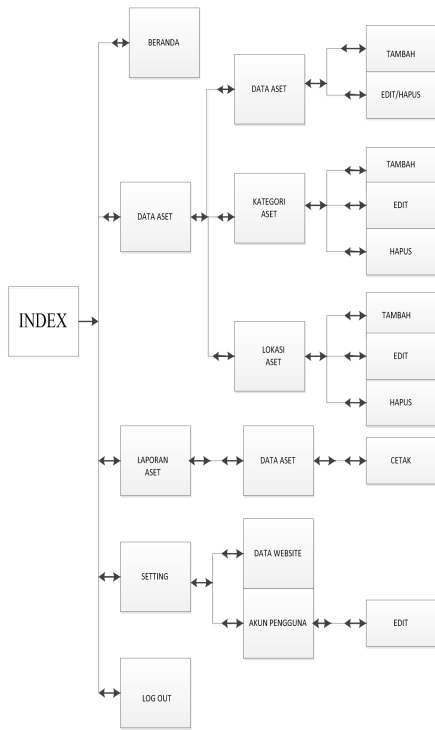 BERANDA
DATA ASET
TAMBAH
EDIT/HAPUS
DATA ASET
KATEGORI
ASET
TAMBAH
EDIT
HAPUS
INDEX
LOKASI
ASET
TAMBAH
EDIT
HAPUS
LAPORAN
ASET
DATA ASET
CETAK
SETTING
DATA WEBSITE
AKUN PENGGUNA
EDIT
LOG OUT